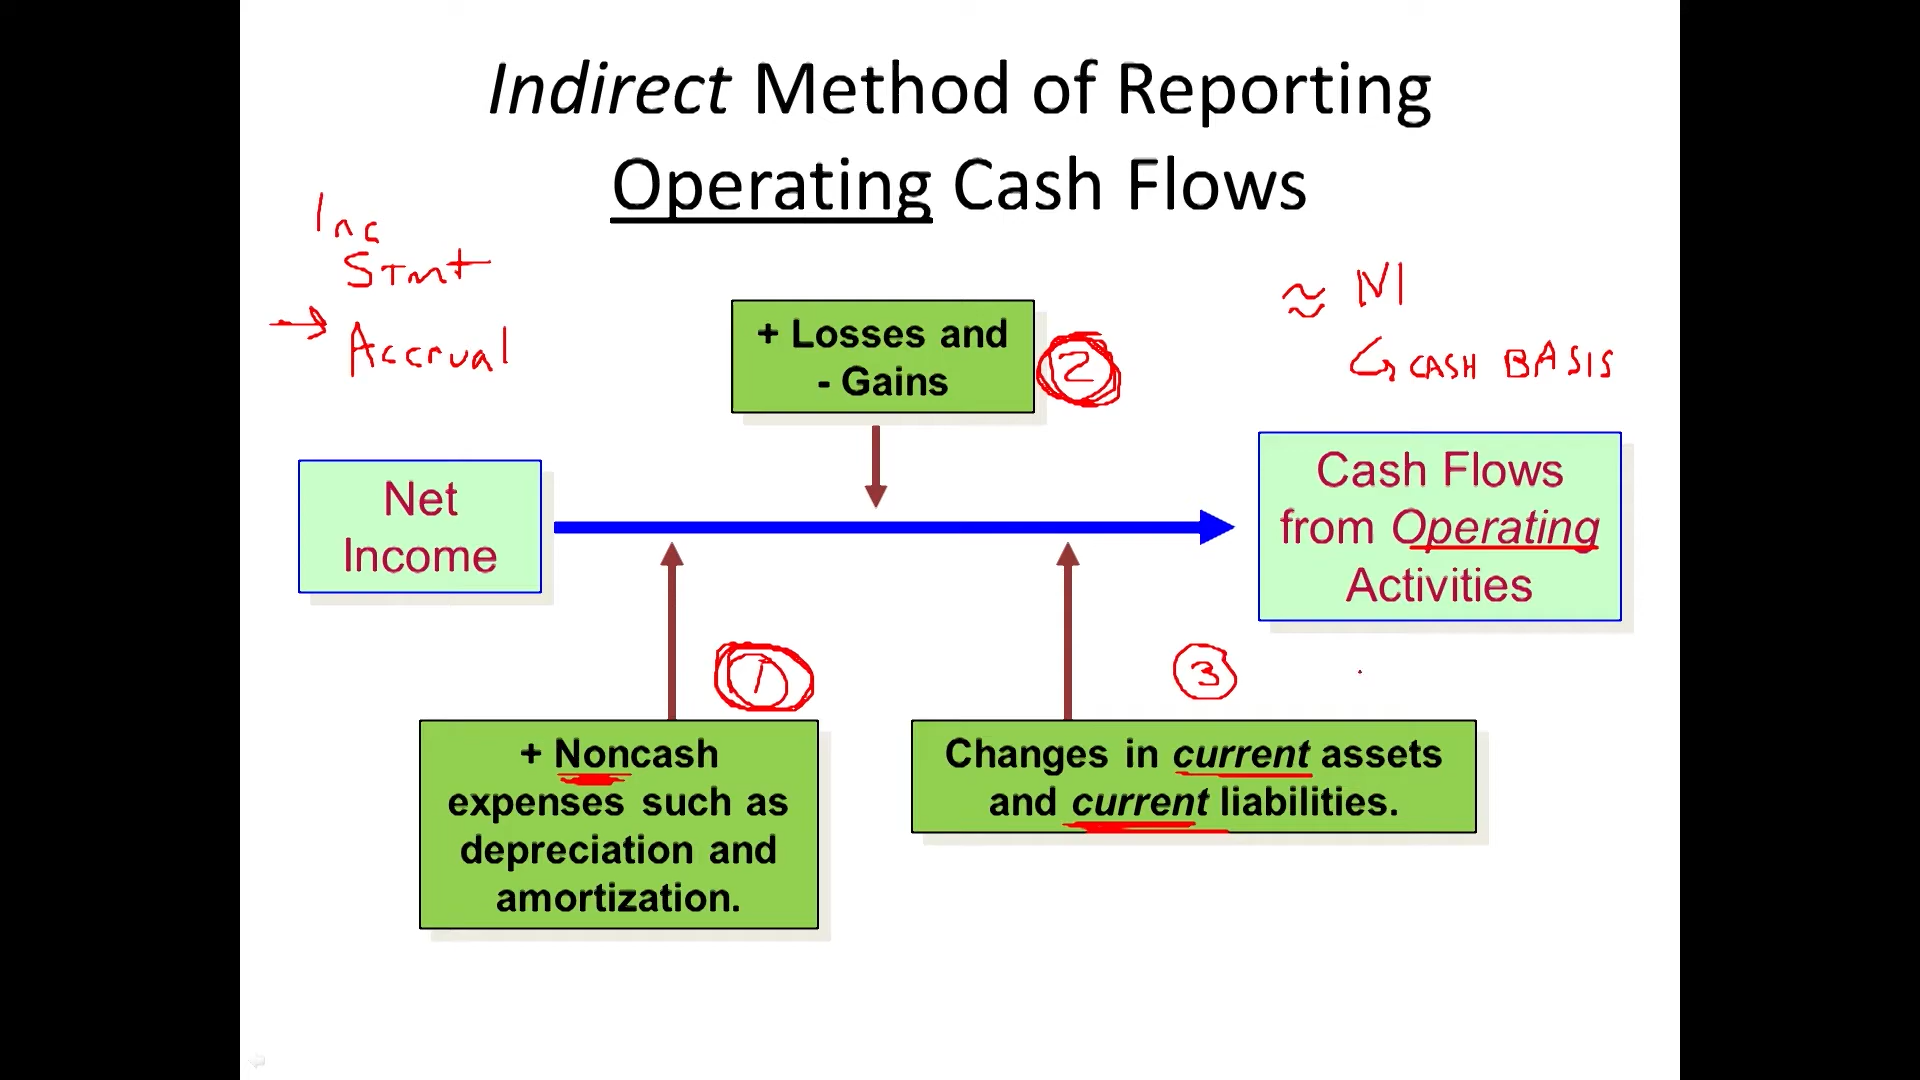 Indirect Method of Reporting
Operating Cash Flows
Inc
Stmt
Accrual
≈ NI
CASH BASIS
+ Losses and
- Gains
2
Net
Income
Cash Flows
from Operating
Activities
1
3
+ Noncash
expenses such as
depreciation and
amortization.
Changes in current assets
and current liabilities.